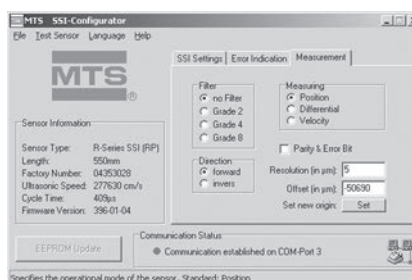 MTS SSI-Configurator
File Test Sensor Language Help
MTS
®
Sensor Information
Sensor Type: R-Series SSI (RP)
Length: 550mm
Factory Number: 04353028
Ultrasonic Speed: 277630 cm/s
Cycle Time: 409µs
Firmware Version: 396-01-04
EEPROM Update
SSI Settings Error Indication Measurement
Filter
no Filter
Grade 2
Grade 4
Grade 8
Direction
forward
invers
Measuring
Position
Differential
Velocity
Parity & Error Bit
Resolution (in µm): 5
Offset (in µm): -50690
Set new origin: Set
Communication Status
Communication established on COM-Port 3
Specifies the operational mode of the sensor. Standard: Position